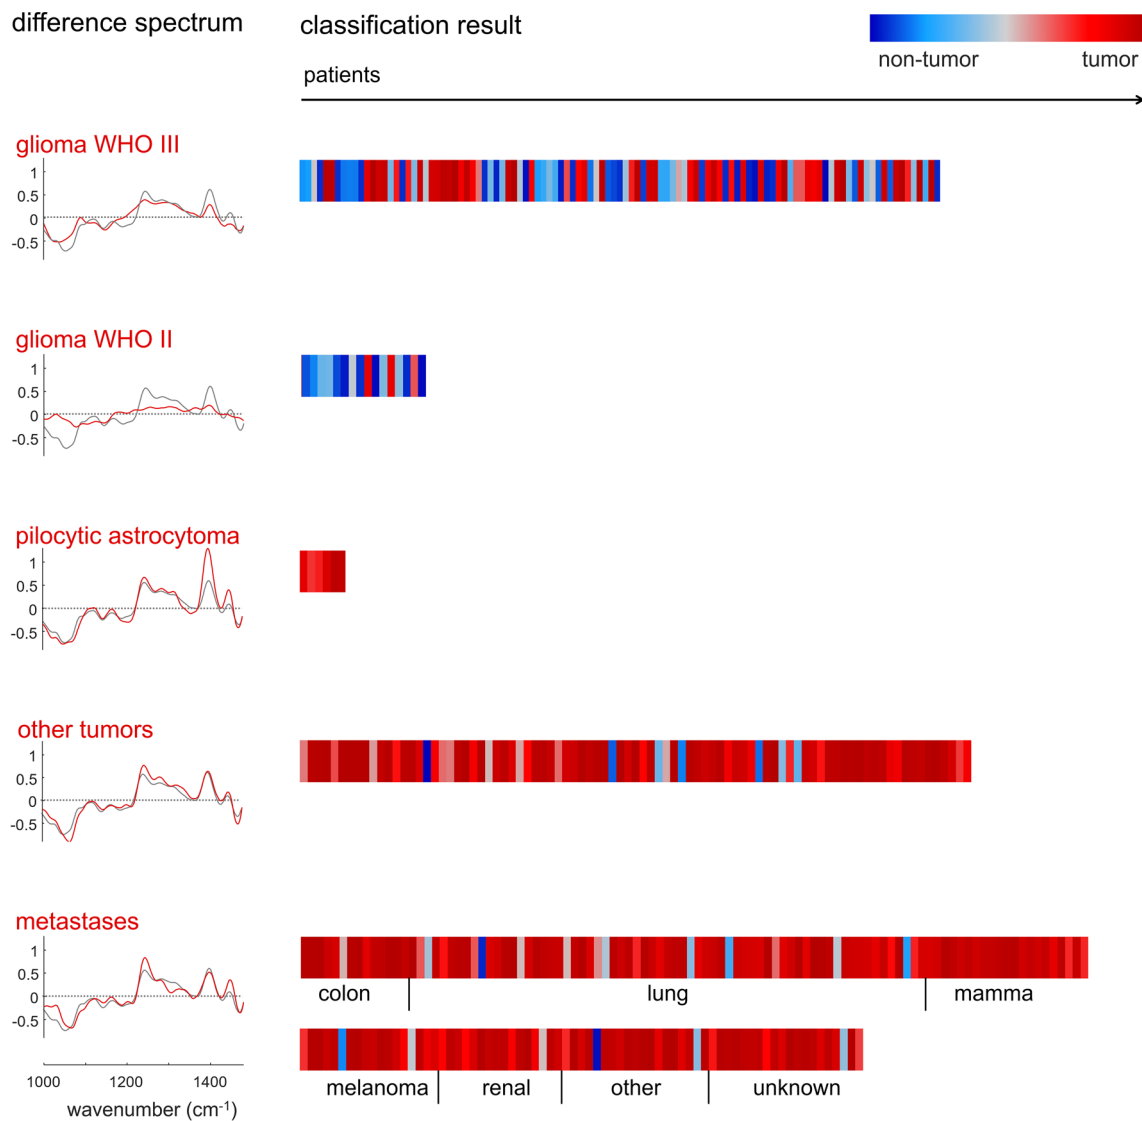 difference spectrum
classification result
non-tumor
tumor
patients
glioma WHO III
1
0.5
0
-0.5
glioma WHO II
1
0.5
0
-0.5
pilocytic astrocytoma
1
0.5
0
-0.5
other tumors
1
0.5
0
-0.5
metastases
1
0.5
0
-0.5
colon
lung
mamma
melanoma
renal
other
unknown
1000
1200
1400
wavenumber (cm-1)